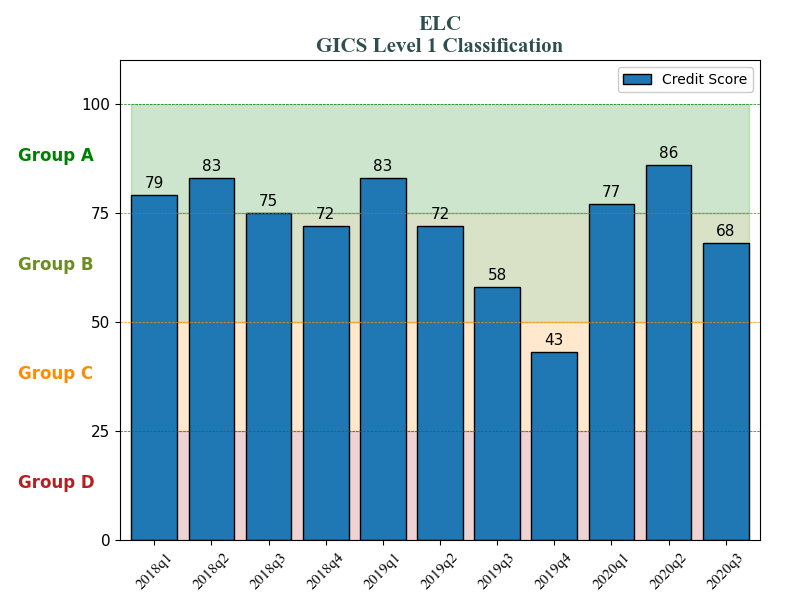 ELC
GICS Level 1 Classification
Credit Score
100
Group A
86
83
83
79
77
75
72
72
68
75
Group B
58
50
43
Group C
25
Group D
0
2018q1
2018q2
2018q3
2018q4
2019q1
2019q2
2019q3
2019q4
2020q1
2020q2
2020q3